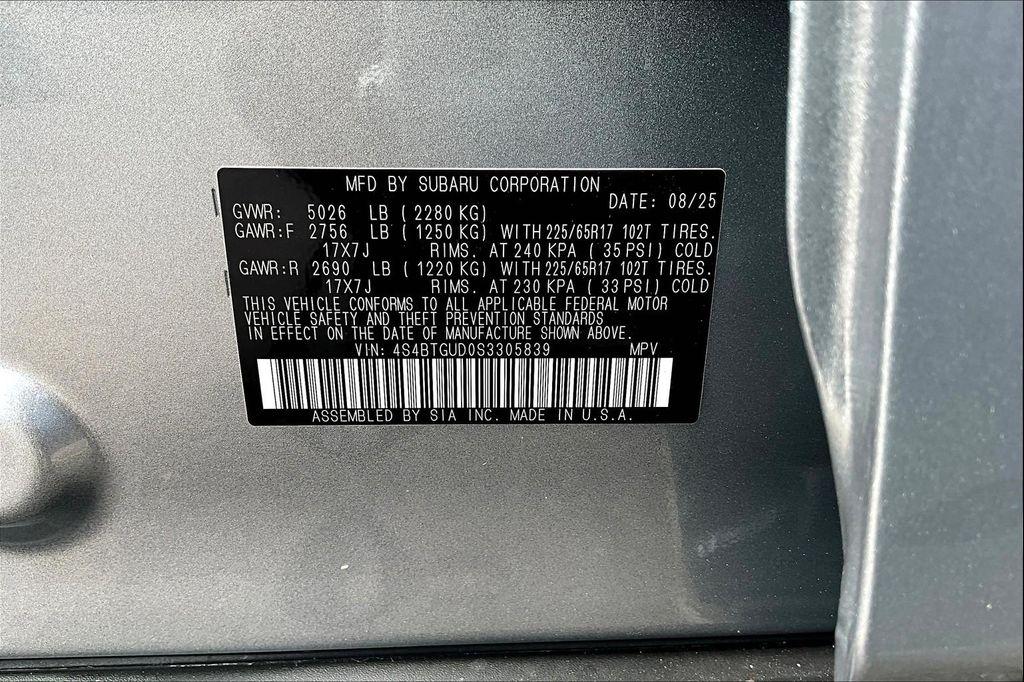 MFD BY SUBARU CORPORATION
DATE: 08/25
GVWR: 5026 LB ( 2280 KG)
GAWR:F 2756 LB ( 1250 KG) WITH 225/65R17 102T TIRES.
17X7J RIMS. AT 240 KPA ( 35 PSI) COLD
GAWR:R 2690 LB ( 1220 KG) WITH 225/65R17 102T TIRES.
17X7J RIMS. AT 230 KPA ( 33 PSI) COLD
THIS VEHICLE CONFORMS TO ALL APPLICABLE FEDERAL MOTOR
VEHICLE SAFETY AND THEFT PREVENTION STANDARDS
IN EFFECT ON THE DATE OF MANUFACTURE SHOWN ABOVE.
VIN: 4S4BTGUD0S3305839 MPV
ASSEMBLED BY SIA INC. MADE IN U.S.A.